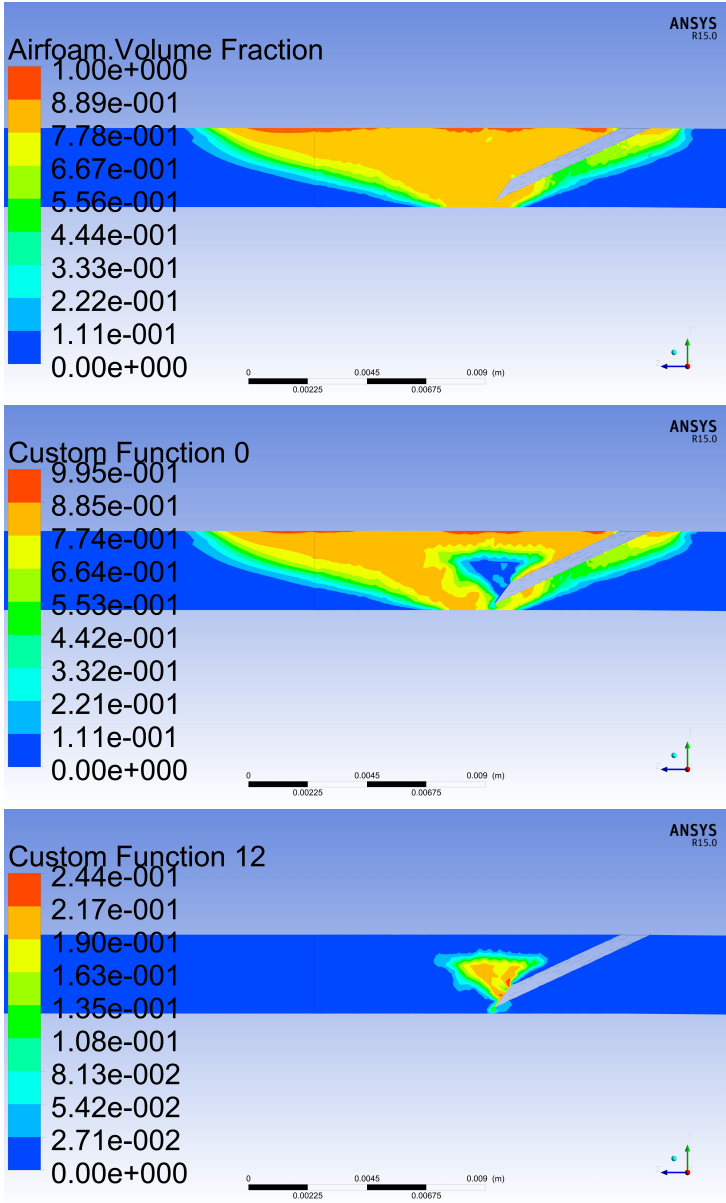 ANSYS
R15.0
Airfoam.Volume Fraction
1.00e+000
8.89e-001
7.78e-001
6.67e-001
5.56e-001
4.44e-001
3.33e-001
2.22e-001
1.11e-001
0.00e+000
0 0.0045 0.009 (m)
0.00225 0.00675
Y
Z
ANSYS
R15.0
Custom Function 0
9.95e-001
8.85e-001
7.74e-001
6.64e-001
5.53e-001
4.42e-001
3.32e-001
2.21e-001
1.11e-001
0.00e+000
0 0.0045 0.009 (m)
0.00225 0.00675
Y
Z
ANSYS
R15.0
Custom Function 12
2.44e-001
2.17e-001
1.90e-001
1.63e-001
1.35e-001
1.08e-001
8.13e-002
5.42e-002
2.71e-002
0.00e+000
0 0.0045 0.009 (m)
0.00225 0.00675
Y
Z